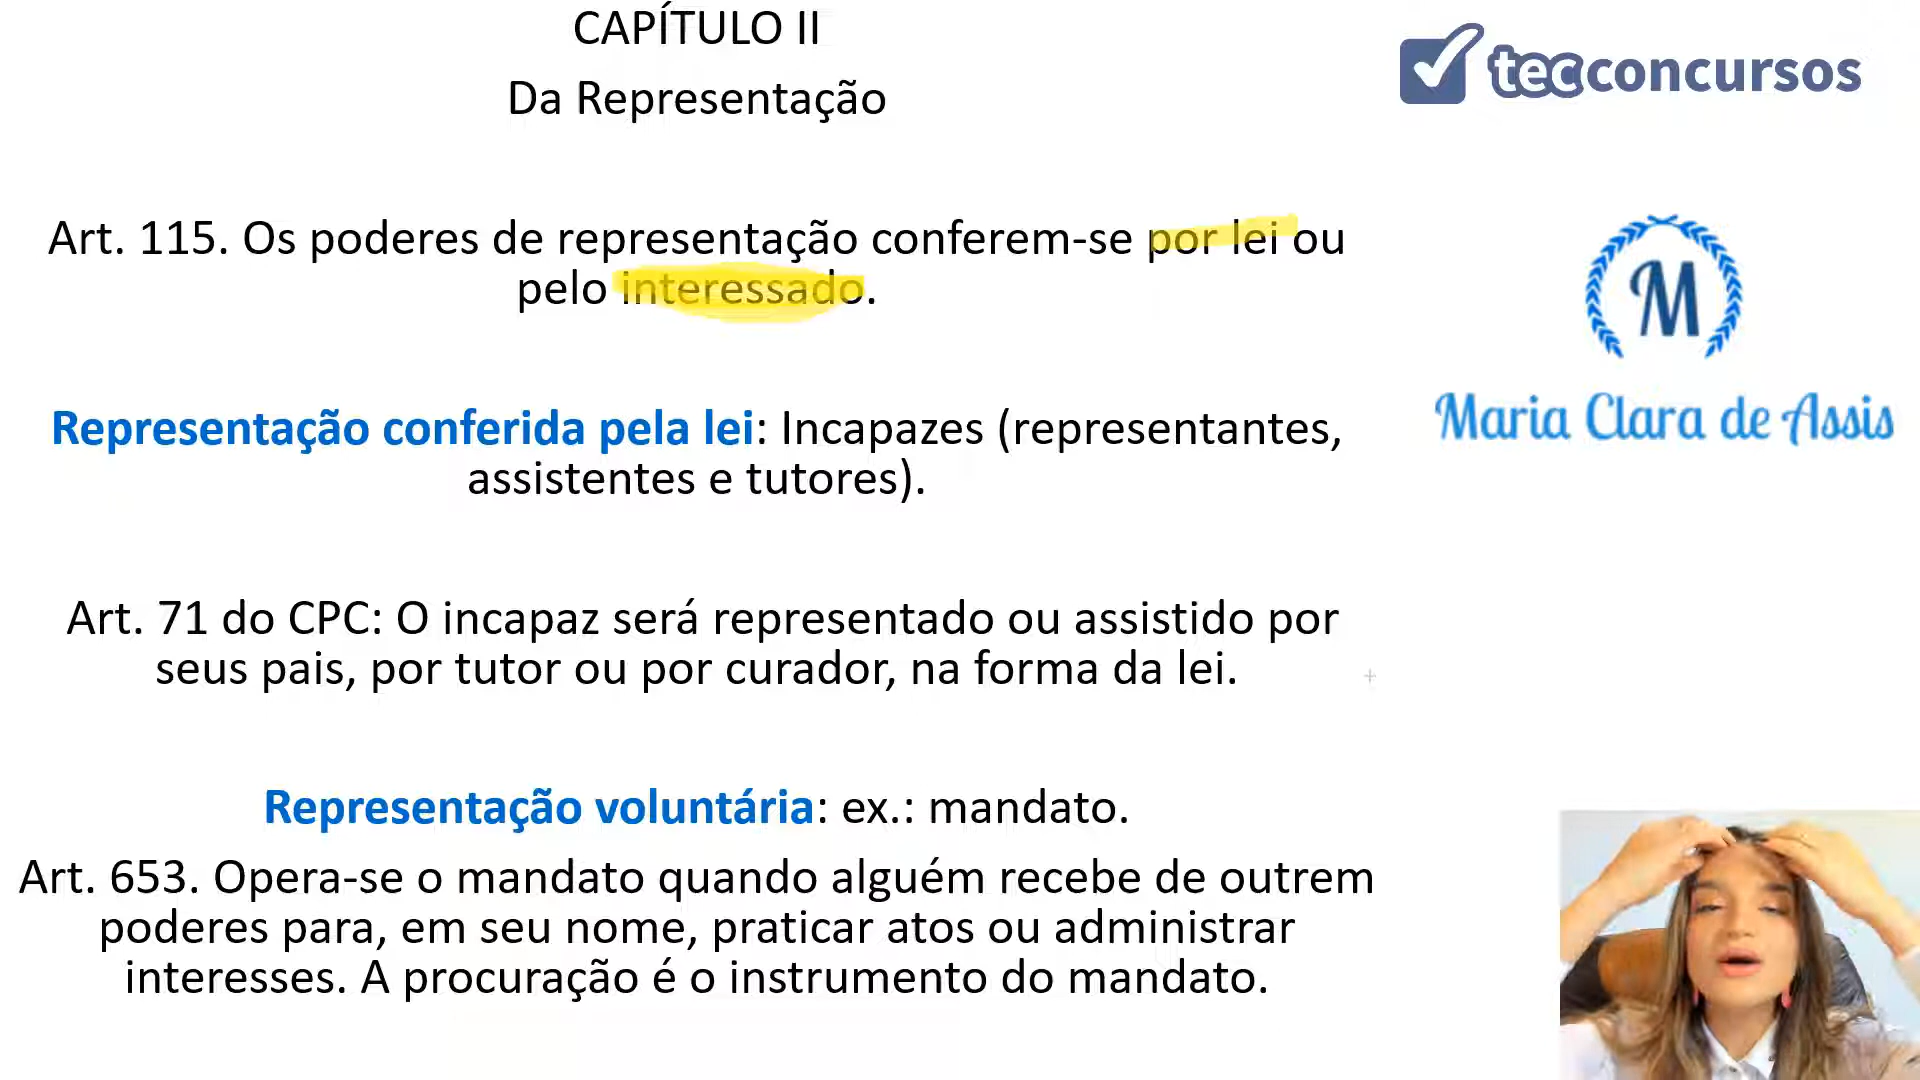 CAPÍTULO II
Da Representação
tecconcursos
Art. 115. Os poderes de representação conferem-se por lei ou
pelo interessado.
M
Maria Clara de Assis
Representação conferida pela lei: Incapazes (representantes,
assistentes e tutores).
Art. 71 do CPC: O incapaz será representado ou assistido por
seus pais, por tutor ou por curador, na forma da lei.
Representação voluntária: ex.: mandato.
Art. 653. Opera-se o mandato quando alguém recebe de outrem
poderes para, em seu nome, praticar atos ou administrar
interesses. A procuração é o instrumento do mandato.